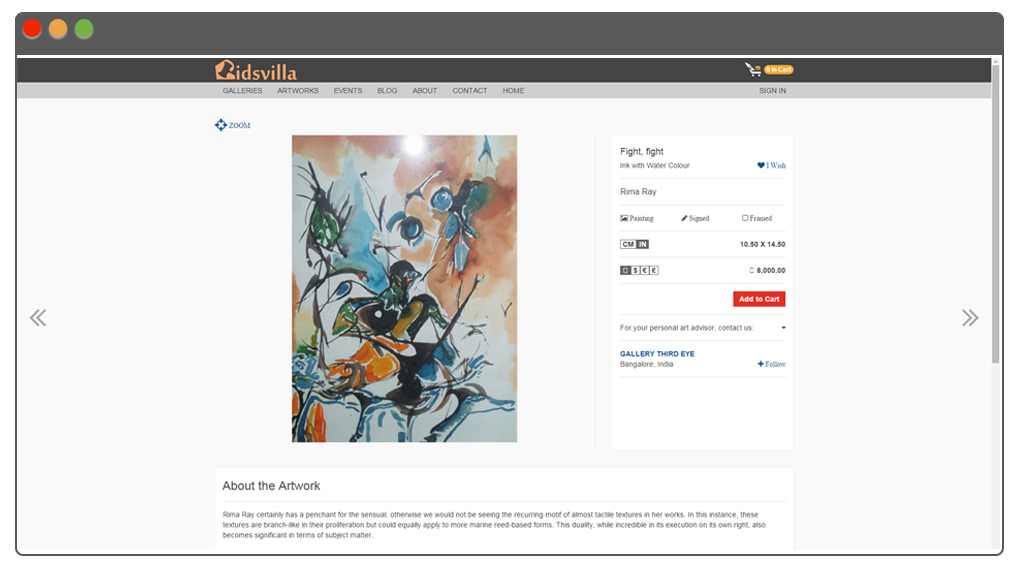 Bidsvilla
0 in Cart
GALLERIES ARTWORKS EVENTS BLOG ABOUT CONTACT HOME SIGN IN
ZOOM
Fight, fight
Ink with Water Colour I Wish
Rima Ray
Painting Signed Framed
CM IN 10.50 X 14.50
$ € £ 8,000.00
Add to Cart
For your personal art advisor, contact us:
GALLERY THIRD EYE
Bangalore, India Follow
About the Artwork
Rima Ray certainly has a penchant for the sensual, otherwise we would not be seeing the recurring motif of almost tactile textures in her works. In this instance, these
textures are branch-like in their proliferation but could equally apply to more marine reed-based forms. This duality, while incredible in its execution on its own right, also
becomes significant in terms of subject matter.